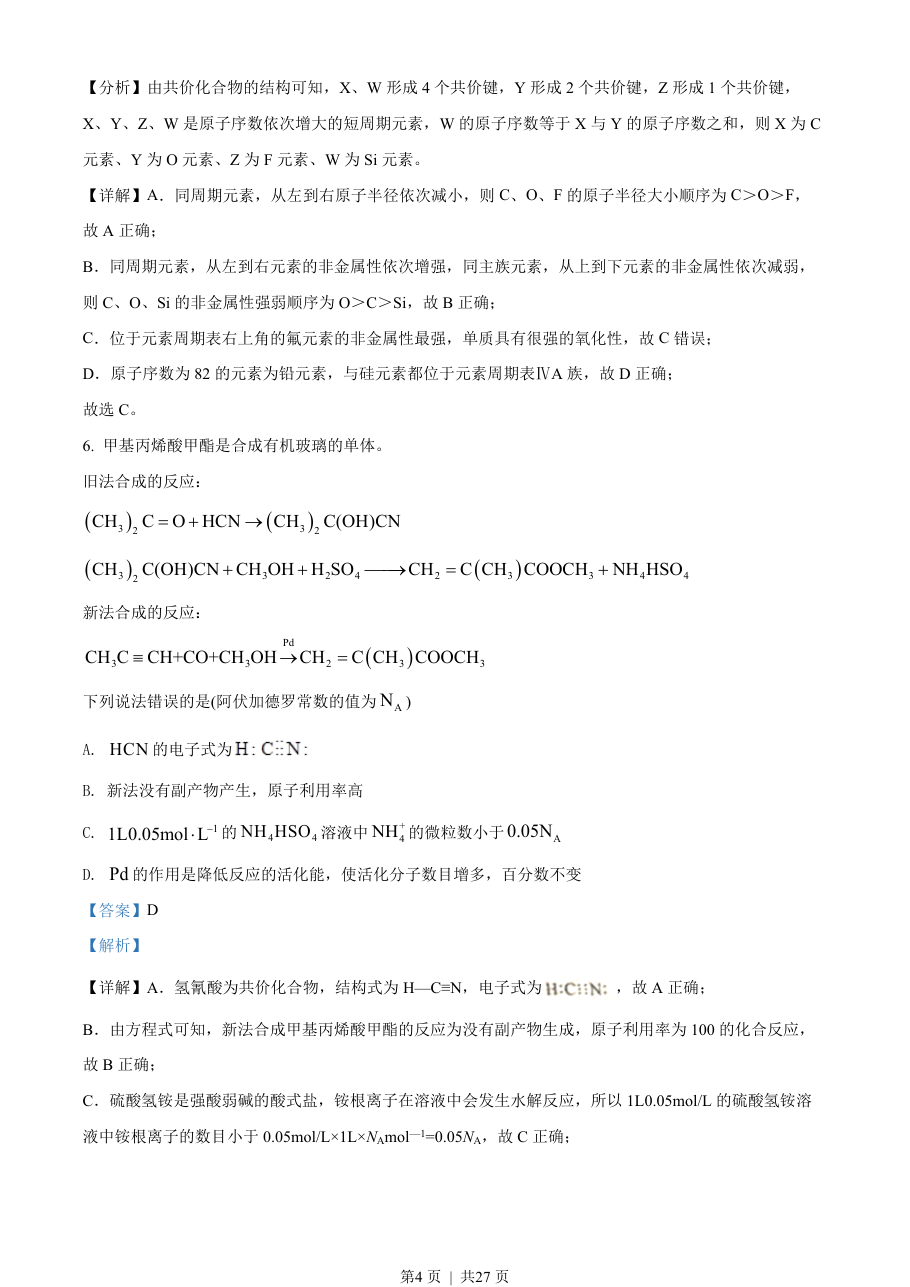 【分析】由共价化合物的结构可知，X、W 形成 4 个共价键，Y 形成 2 个共价键，Z 形成 1 个共价键，
X、Y、Z、W 是原子序数依次增大的短周期元素，W 的原子序数等于 X 与 Y 的原子序数之和，则 X 为 C
元素、Y 为 O 元素、Z 为 F 元素、W 为 Si 元素。
【详解】A．同周期元素，从左到右原子半径依次减小，则 C、O、F 的原子半径大小顺序为 C＞O＞F，
故 A 正确；
B．同周期元素，从左到右元素的非金属性依次增强，同主族元素，从上到下元素的非金属性依次减弱，
则 C、O、Si 的非金属性强弱顺序为 O＞C＞Si，故 B 正确；
C．位于元素周期表右上角的氟元素的非金属性最强，单质具有很强的氧化性，故 C 错误；
D．原子序数为 82 的元素为铅元素，与硅元素都位于元素周期表ⅣA 族，故 D 正确；
故选 C。
6. 甲基丙烯酸甲酯是合成有机玻璃的单体。
旧法合成的反应：
(CH₃)₂C=O+HCN→(CH₃)₂C(OH)CN
(CH₃)₂C(OH)CN+CH₃OH+H₂SO₄⟶CH₂=C(CH₃)COOCH₃+NH₄HSO₄
新法合成的反应：
CH₃C≡CH+CO+CH₃OH $\xrightarrow{Pd}$ CH₂=C(CH₃)COOCH₃
下列说法错误的是(阿伏加德罗常数的值为 N_A)
A. HCN 的电子式为 H:C⫶⫶N:
B. 新法没有副产物产生，原子利用率高
C. 1L0.05mol·L⁻¹ 的 NH₄HSO₄ 溶液中 NH₄⁺ 的微粒数小于 0.05N_A
D. Pd 的作用是降低反应的活化能，使活化分子数目增多，百分数不变
【答案】D
【解析】
【详解】A．氢氰酸为共价化合物，结构式为 H—C≡N，电子式为 H:C⫶⫶N: ，故 A 正确；
B．由方程式可知，新法合成甲基丙烯酸甲酯的反应为没有副产物生成，原子利用率为 100 的化合反应，
故 B 正确；
C．硫酸氢铵是强酸弱碱的酸式盐，铵根离子在溶液中会发生水解反应，所以 1L0.05mol/L 的硫酸氢铵溶
液中铵根离子的数目小于 0.05mol/L×1L×N_Amol⁻¹=0.05N_A，故 C 正确；
第4 页 | 共27 页